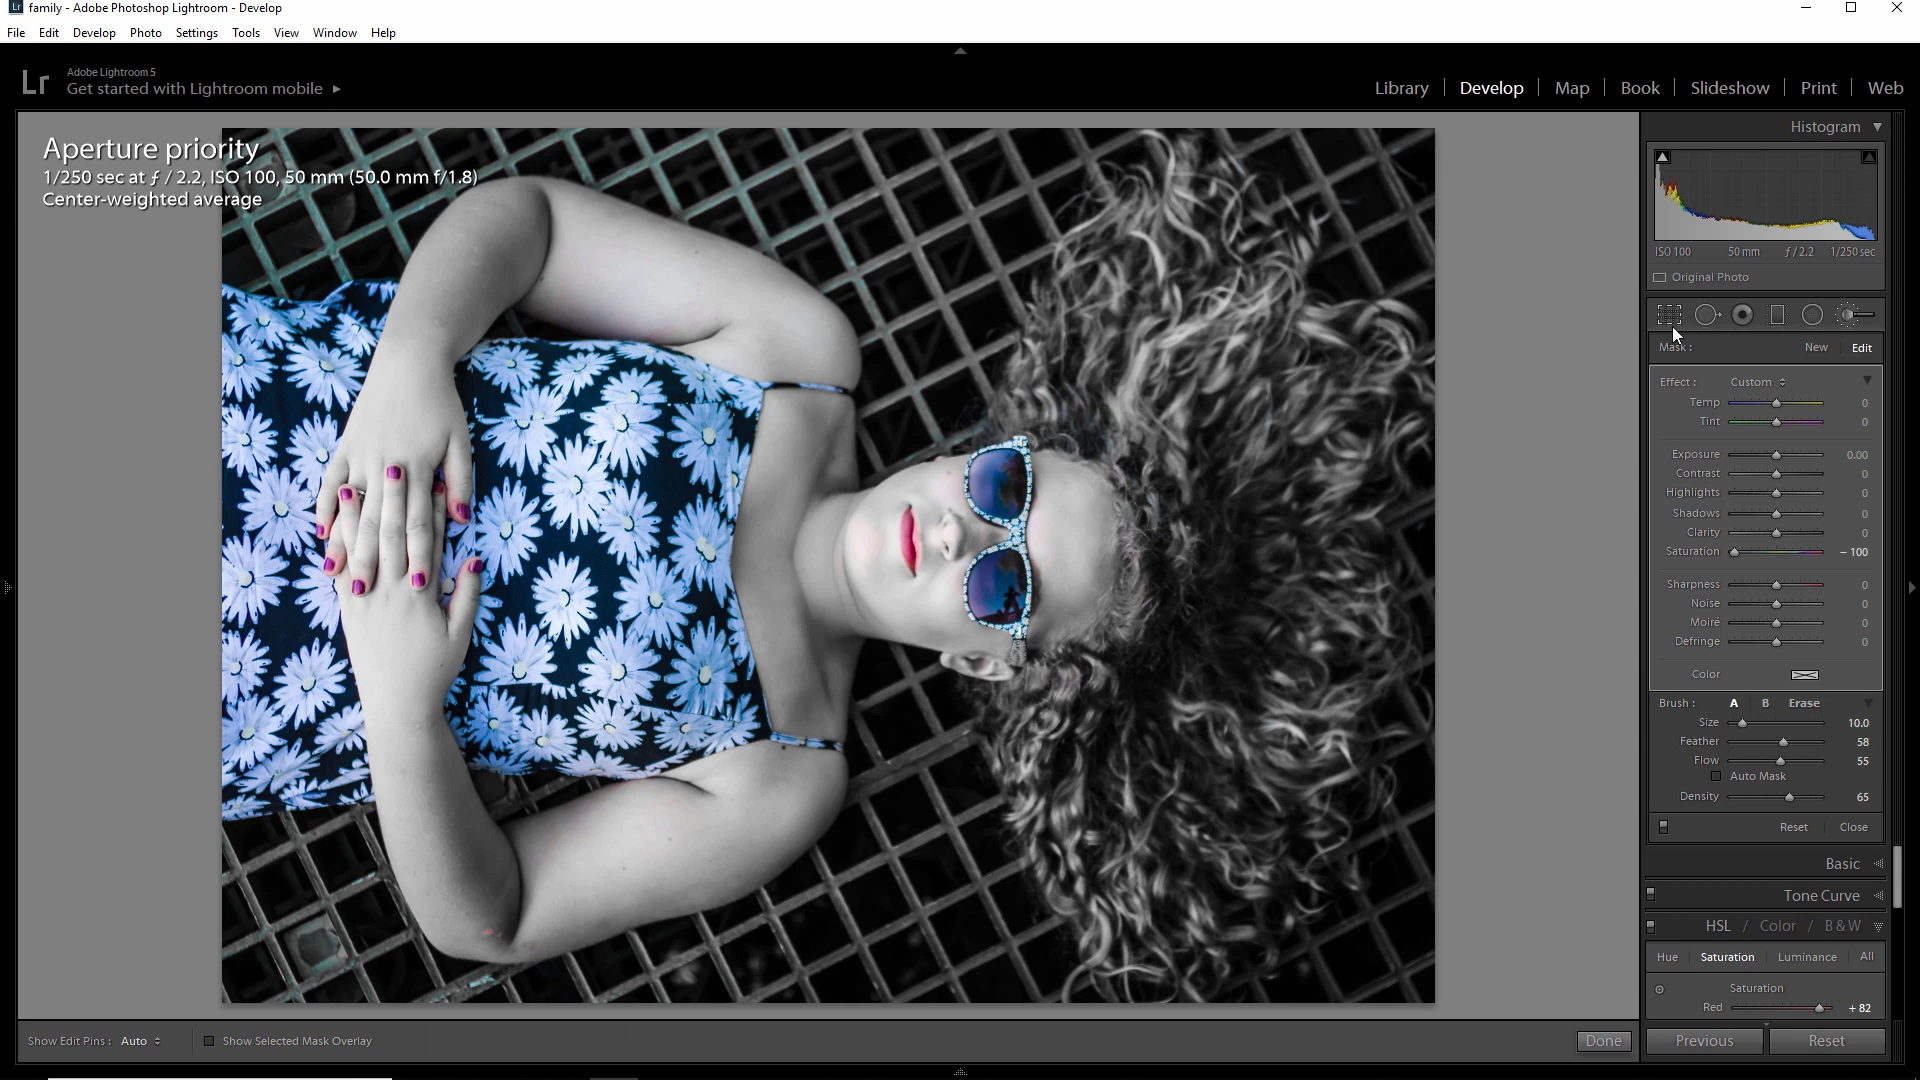 Lr family - Adobe Photoshop Lightroom - Develop
File Edit Develop Photo Settings Tools View Window Help
Lr
Adobe Lightroom 5
Get started with Lightroom mobile ▶
Library | Develop | Map | Book | Slideshow | Print | Web
Aperture priority
1/250 sec at ƒ / 2.2, ISO 100, 50 mm (50.0 mm f/1.8)
Center-weighted average
Histogram
ISO 100 50 mm ƒ / 2.2 1/250 sec
Original Photo
Mask : New Edit
Effect : Custom
Temp 0
Tint 0
Exposure 0.00
Contrast 0
Highlights 0
Shadows 0
Clarity 0
Saturation – 100
Sharpness 0
Noise 0
Moiré 0
Defringe 0
Color
Brush : A B Erase
Size 10.0
Feather 58
Flow 55
Auto Mask
Density 65
Reset Close
Basic
Tone Curve
HSL / Color / B & W
Hue Saturation Luminance All
Saturation
Red + 82
Show Edit Pins : Auto
Show Selected Mask Overlay
Done
Previous Reset